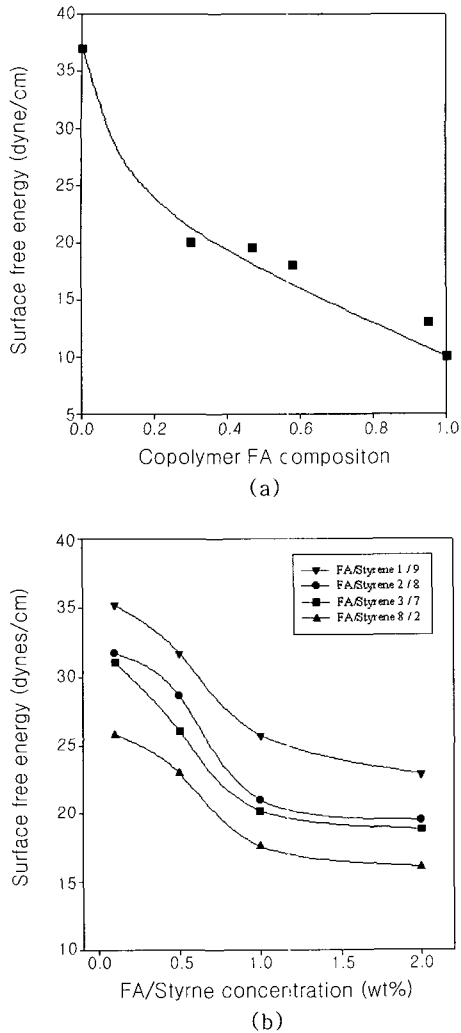 40
35
30
25
20
15
10
5
Surface free energy (dyne/cm)
0.0 0.2 0.4 0.6 0.8 1.0
Copolymer FA compositon
(a)
40
35
30
25
20
15
10
Surface free energy (dynes/cm)
FA/Styrene 1/9
FA/Styrene 2/8
FA/Styrene 3/7
FA/Styrene 8/2
0.0 0.5 1.0 1.5 2.0
FA/Styrne concentration (wt%)
(b)